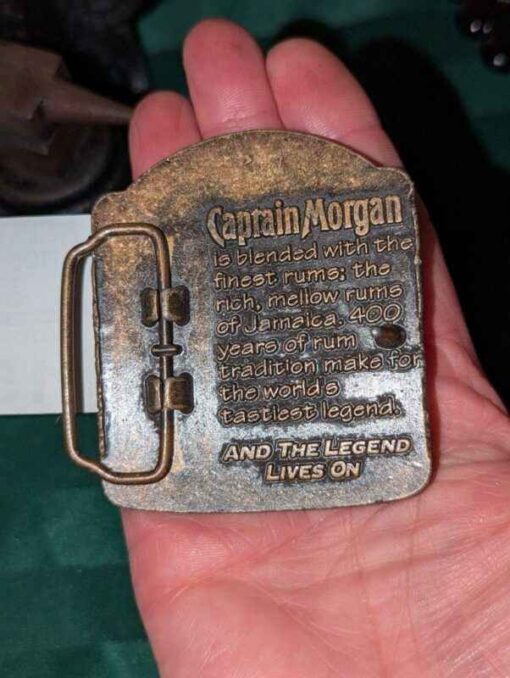 Captain Morgan
is blended with the
finest rums; the
rich, mellow rums
of Jamaica. 400
years of rum
tradition make for
the world's
tastiest legend.
AND THE LEGEND
LIVES ON